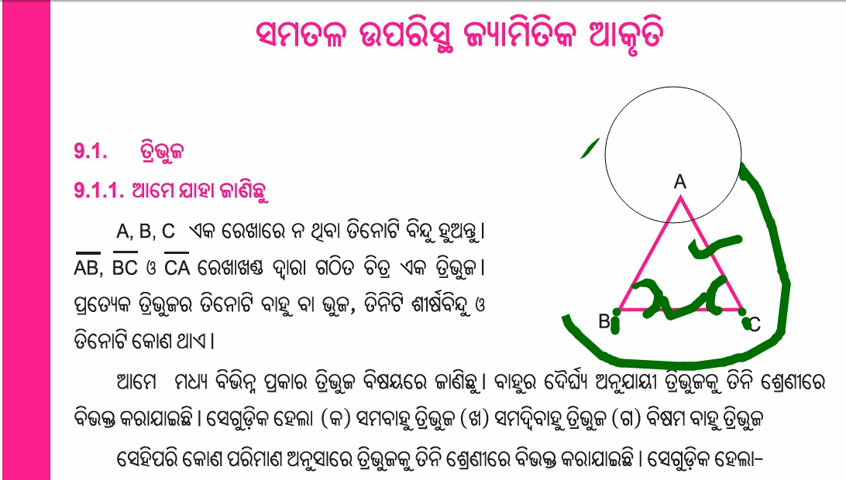 ସମତଳ ଉପରିସ୍ଥ ଜ୍ୟାମିତିକ ଆକୃତି
9.1. ତ୍ରିଭୁଜ
9.1.1. ଆମେ ଯାହା ଜାଣିଛୁ
A, B, C ଏକ ରେଖାରେ ନ ଥିବା ତିନୋଟି ବିନ୍ଦୁ ହୁଅନ୍ତୁ।
AB, BC ଓ CA ରେଖାଖଣ୍ଡ ଦ୍ୱାରା ଗଠିତ ଚିତ୍ର ଏକ ତ୍ରିଭୁଜ।
ପ୍ରତ୍ୟେକ ତ୍ରିଭୁଜର ତିନୋଟି ବାହୁ ବା ଭୁଜ, ତିନିଟି ଶୀର୍ଷବିନ୍ଦୁ ଓ
ତିନୋଟି କୋଣ ଥାଏ।
A
B
C
ଆମେ ମଧ୍ୟ ବିଭିନ୍ନ ପ୍ରକାର ତ୍ରିଭୁଜ ବିଷୟରେ ଜାଣିଛୁ। ବାହୁର ଦୈର୍ଘ୍ୟ ଅନୁଯାୟୀ ତ୍ରିଭୁଜକୁ ତିନି ଶ୍ରେଣୀରେ
ବିଭକ୍ତ କରାଯାଇଛି। ସେଗୁଡ଼ିକ ହେଲା (କ) ସମବାହୁ ତ୍ରିଭୁଜ (ଖ) ସମଦ୍ୱିବାହୁ ତ୍ରିଭୁଜ (ଗ) ବିଷମ ବାହୁ ତ୍ରିଭୁଜ
ସେହିପରି କୋଣ ପରିମାଣ ଅନୁସାରେ ତ୍ରିଭୁଜକୁ ତିନି ଶ୍ରେଣୀରେ ବିଭକ୍ତ କରାଯାଇଛି। ସେଗୁଡ଼ିକ ହେଲା–